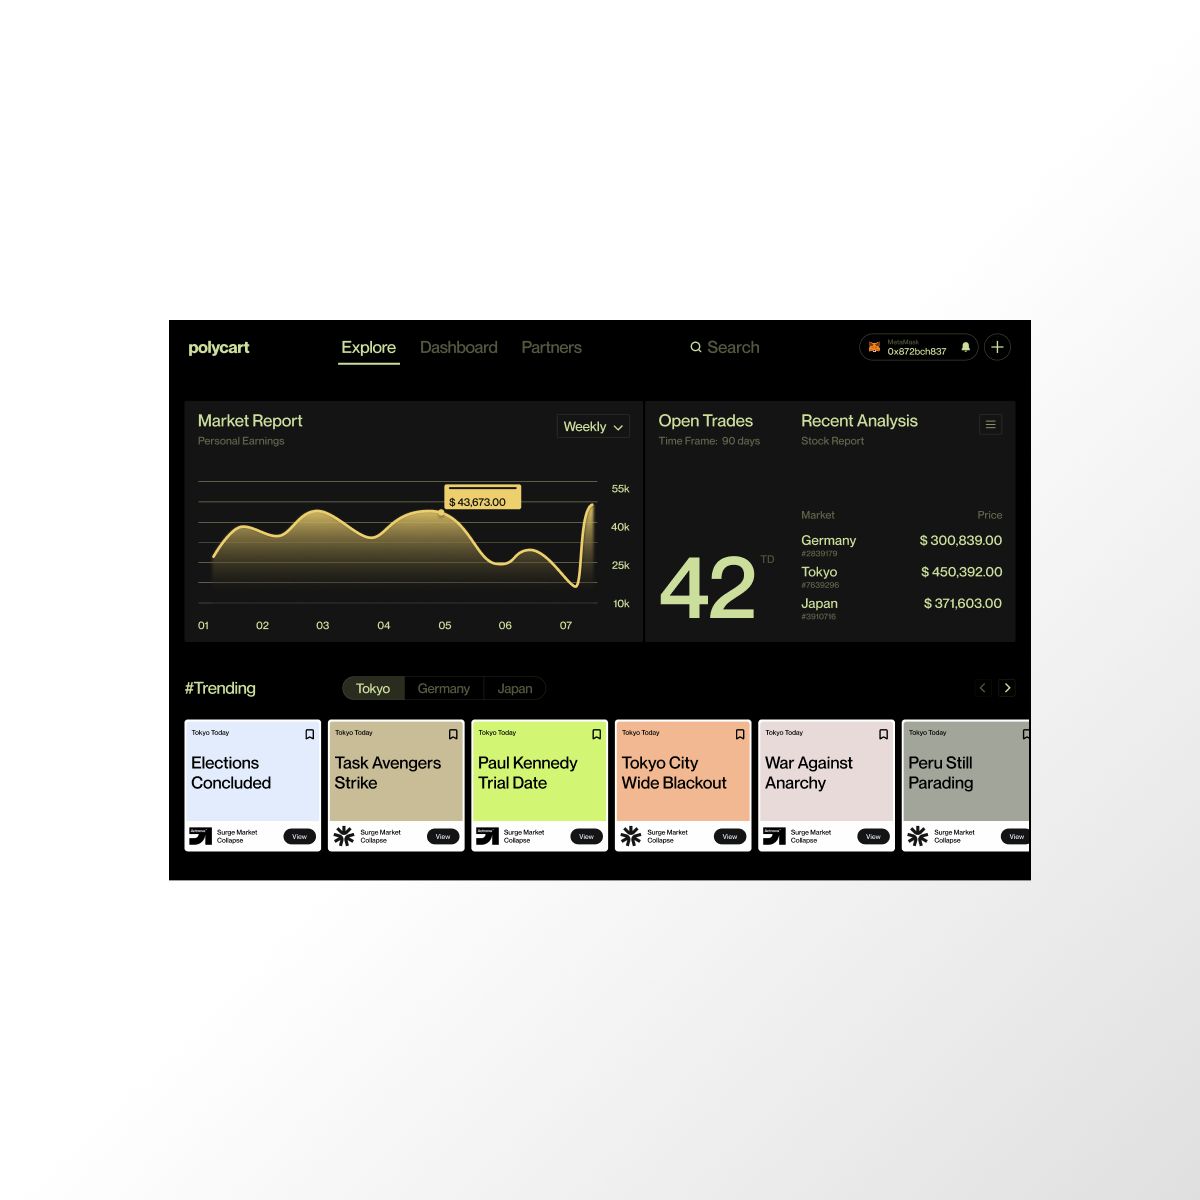 polycart
Explore
Dashboard
Partners
Search
MetaMask
0x872bch837
Market Report
Personal Earnings
Weekly
$ 43,673.00
55k
40k
25k
10k
01 02 03 04 05 06 07
Open Trades
Time Frame: 90 days
42
TD
Recent Analysis
Stock Report
Market Price
Germany $ 300,839.00
#2839179
Tokyo $ 450,392.00
#7639296
Japan $ 371,603.00
#3910716
#Trending
Tokyo
Germany
Japan
Tokyo Today
Elections
Concluded
Surge Market
Collapse
View
Tokyo Today
Task Avengers
Strike
Surge Market
Collapse
View
Tokyo Today
Paul Kennedy
Trial Date
Surge Market
Collapse
View
Tokyo Today
Tokyo City
Wide Blackout
Surge Market
Collapse
View
Tokyo Today
War Against
Anarchy
Surge Market
Collapse
View
Tokyo Today
Peru Still
Parading
Surge Market
Collapse
View